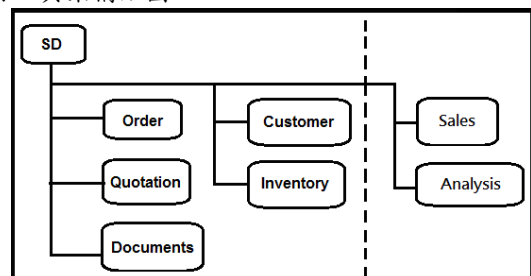 SD
Order
Customer
Sales
Quotation
Inventory
Analysis
Documents